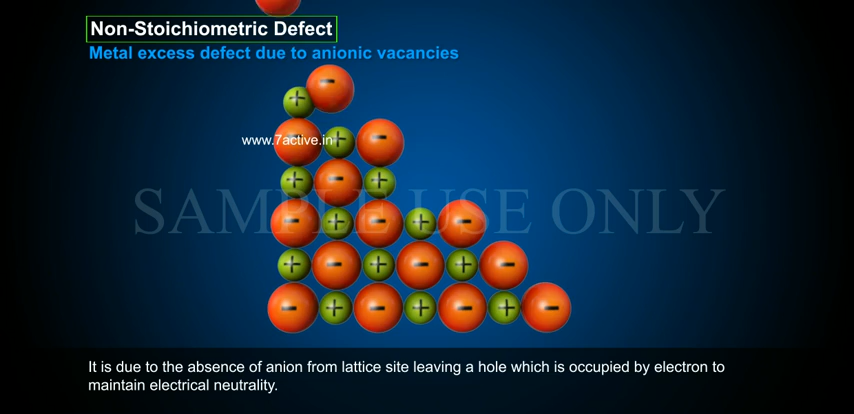 Non-Stoichiometric Defect
Metal excess defect due to anionic vacancies
www.7active.in
SAMPLE USE ONLY
It is due to the absence of anion from lattice site leaving a hole which is occupied by electron to
maintain electrical neutrality.